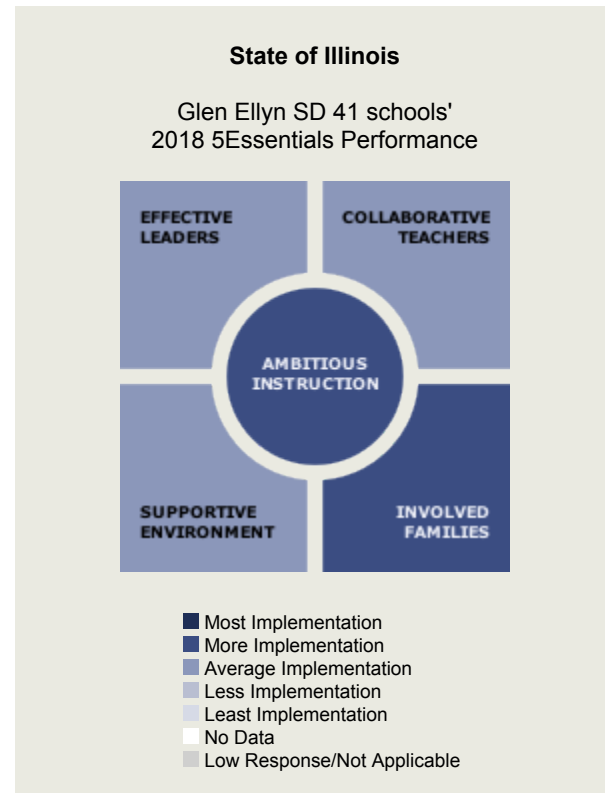 State of Illinois
Glen Ellyn SD 41 schools'
2018 5Essentials Performance
EFFECTIVE
LEADERS
COLLABORATIVE
TEACHERS
AMBITIOUS
INSTRUCTION
SUPPORTIVE
ENVIRONMENT
INVOLVED
FAMILIES
Most Implementation
More Implementation
Average Implementation
Less Implementation
Least Implementation
No Data
Low Response/Not Applicable